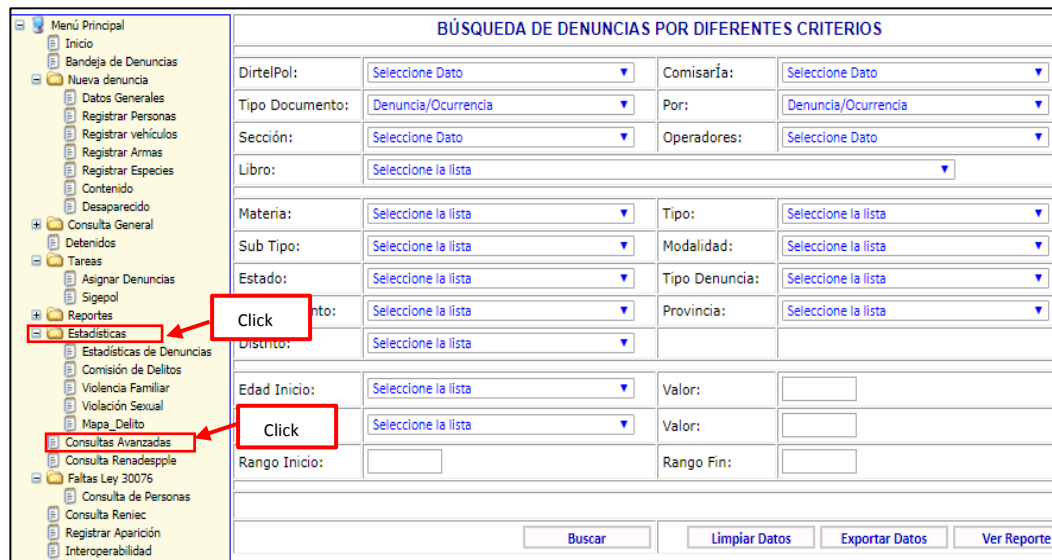 Menú Principal
Inicio
Bandeja de Denuncias
Nueva denuncia
Datos Generales
Registrar Personas
Registrar vehículos
Registrar Armas
Registrar Especies
Contenido
Desaparecido
Consulta General
Detenidos
Tareas
Asignar Denuncias
Sigepol
Reportes
Estadísticas
Estadísticas de Denuncias
Comisión de Delitos
Violencia Familiar
Violación Sexual
Mapa_Delito
Consultas Avanzadas
Consulta Renadespple
Faltas Ley 30076
Consulta de Personas
Consulta Reniec
Registrar Aparición
Interoperabilidad
Click
Click
BÚSQUEDA DE DENUNCIAS POR DIFERENTES CRITERIOS
DirtelPol: Seleccione Dato ComisarÍa: Seleccione Dato
Tipo Documento: Denuncia/Ocurrencia Por: Denuncia/Ocurrencia
Sección: Seleccione Dato Operadores: Seleccione Dato
Libro: Seleccione la lista
Materia: Seleccione la lista Tipo: Seleccione la lista
Sub Tipo: Seleccione la lista Modalidad: Seleccione la lista
Estado: Seleccione la lista Tipo Denuncia: Seleccione la lista
nto: Seleccione la lista Provincia: Seleccione la lista
Distrito: Seleccione la lista
Edad Inicio: Seleccione la lista Valor:
Seleccione la lista Valor:
Rango Inicio: Rango Fin:
Buscar Limpiar Datos Exportar Datos Ver Reporte